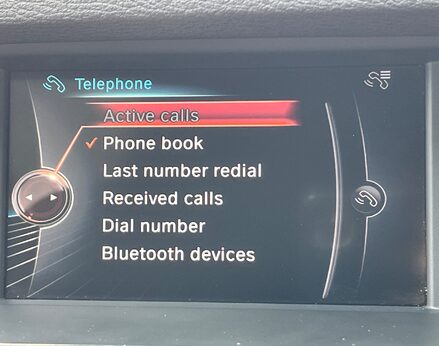 Telephone
Active calls
Phone book
Last number redial
Received calls
Dial number
Bluetooth devices